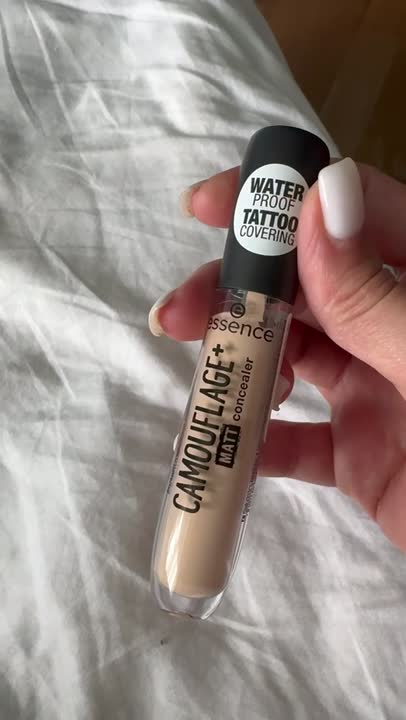 WATER
PROOF
TATTOO
COVERING
essence
CAMOUFLAGE+
MATT concealer